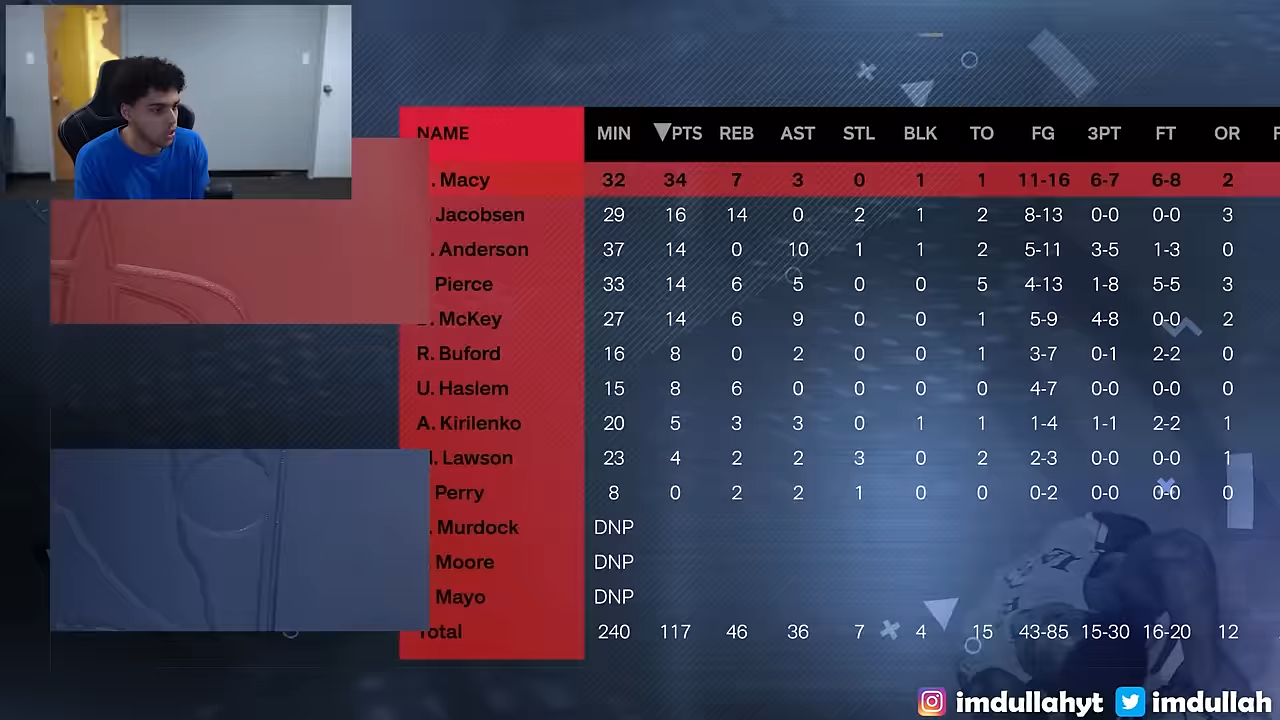 NAME MIN PTS REB AST STL BLK TO FG 3PT FT OR
. Macy 32 34 7 3 0 1 1 11-16 6-7 6-8 2
Jacobsen 29 16 14 0 2 1 2 8-13 0-0 0-0 3
. Anderson 37 14 0 10 1 1 2 5-11 3-5 1-3 0
Pierce 33 14 6 5 0 0 5 4-13 1-8 5-5 3
. McKey 27 14 6 9 0 0 1 5-9 4-8 0-0 2
R. Buford 16 8 0 2 0 0 1 3-7 0-1 2-2 0
U. Haslem 15 8 6 0 0 0 0 4-7 0-0 0-0 0
A. Kirilenko 20 5 3 3 0 1 1 1-4 1-1 2-2 1
. Lawson 23 4 2 2 3 0 2 2-3 0-0 0-0 1
Perry 8 0 2 2 1 0 0 0-2 0-0 0-0 0
. Murdock DNP
Moore DNP
Mayo DNP
Total 240 117 46 36 7 4 15 43-85 15-30 16-20 12
imdullahyt imdullah